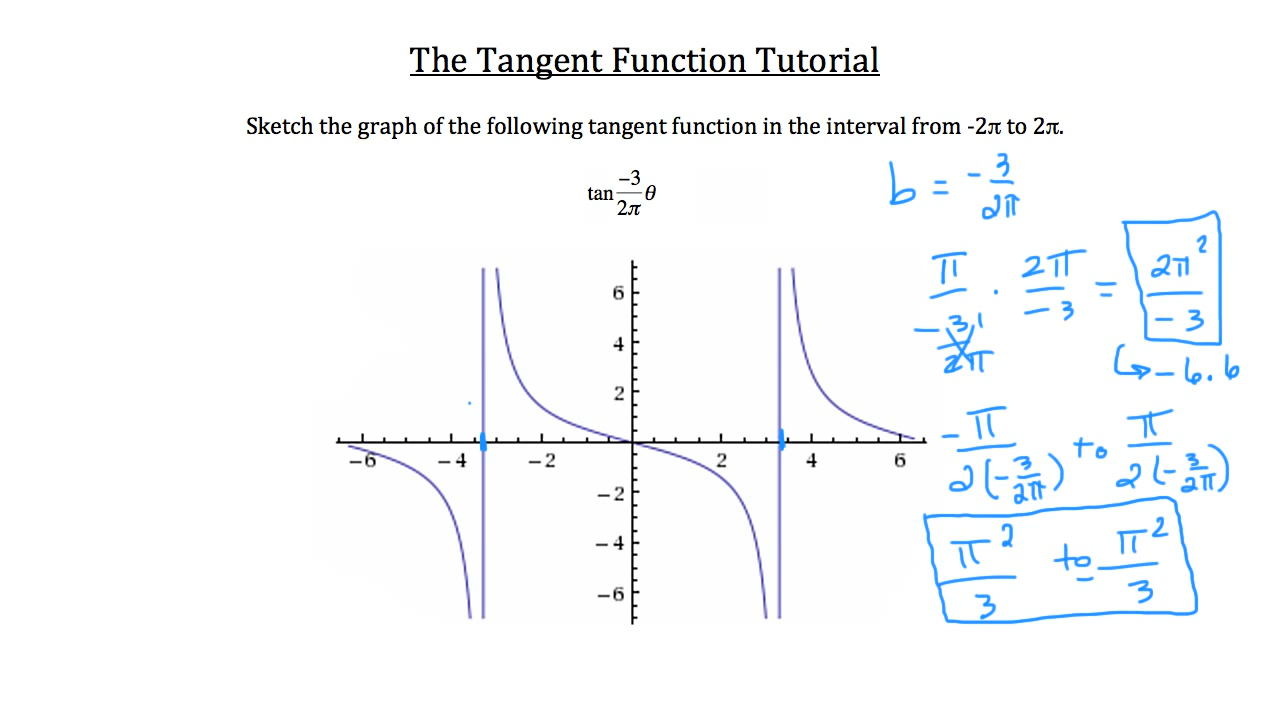 The Tangent Function Tutorial
Sketch the graph of the following tangent function in the interval from -2π to 2π.
tan −3/2π θ
b = - 3/2π
π/(-3/2π) · 2π/-3 = 2π²/-3
↳ -6.6
-π/2(-3/2π) to π/2(-3/2π)
π²/3 to -π²/3
6
4
2
−6 −4 −2 2 4 6
−2
−4
−6